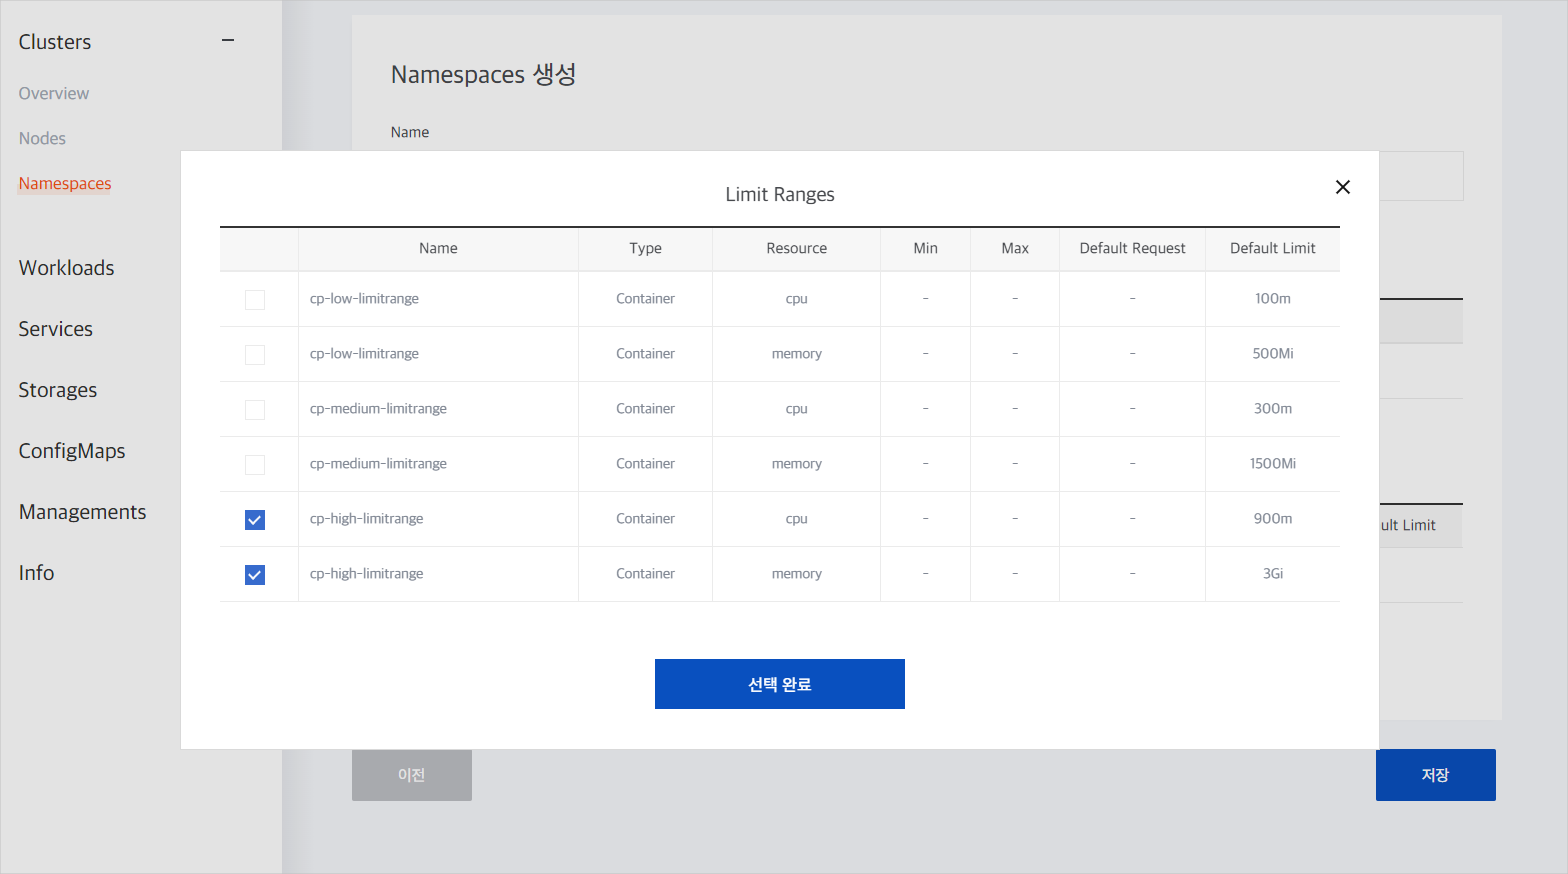 Clusters
Overview
Nodes
Namespaces
Workloads
Services
Storages
ConfigMaps
Managements
Info
Namespaces 생성
Name
Limit Ranges
Name Type Resource Min Max Default Request Default Limit
cp-low-limitrange Container cpu - - - 100m
cp-low-limitrange Container memory - - - 500Mi
cp-medium-limitrange Container cpu - - - 300m
cp-medium-limitrange Container memory - - - 1500Mi
cp-high-limitrange Container cpu - - - 900m
cp-high-limitrange Container memory - - - 3Gi
선택 완료
ult Limit
이전
저장